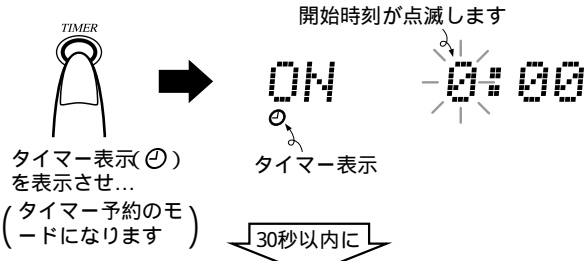 開始時刻が点滅します
TIMER
ON 0:00
タイマー表示
タイマー表示(⏲)
を表示させ…
(タイマー予約のモ
ードになります)
30秒以内に